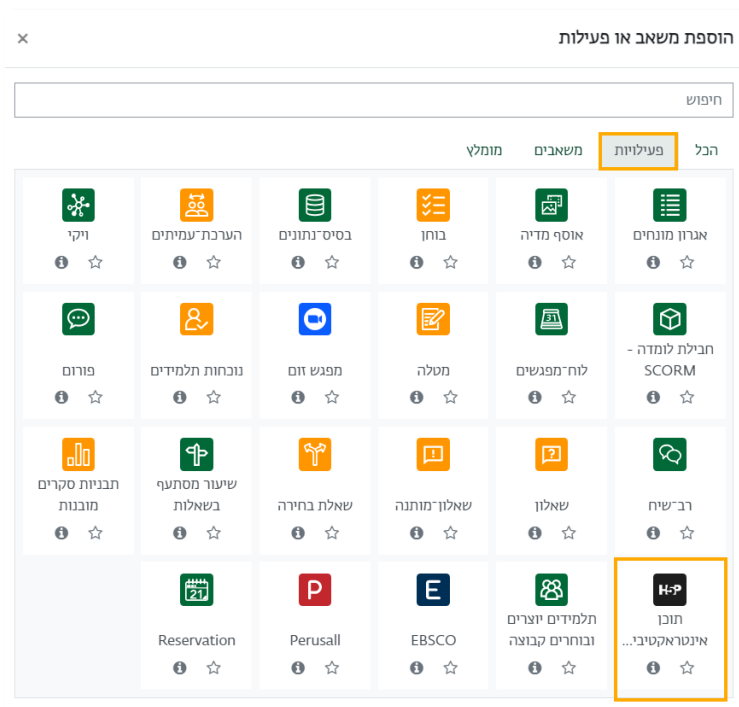 הוספת משאב או פעילות
×
חיפוש
הכל
פעילויות
משאבים
מומלץ
אגרון מונחים
אוסף מדיה
בוחן
בסיס־נתונים
הערכת־עמיתים
ויקי
חבילת לומדה -
SCORM
לוח־מפגשים
31
מטלה
מפגש זום
נוכחות תלמידים
פורום
רב־שיח
שאלון
שאלון־מותנה
שאלת בחירה
שיעור מסתעף
בשאלות
תבניות סקרים
מובנות
H5P
תוכן
אינטראקטיבי...
תלמידים יוצרים
ובוחרים קבוצה
E
EBSCO
P
Perusall
21
Reservation